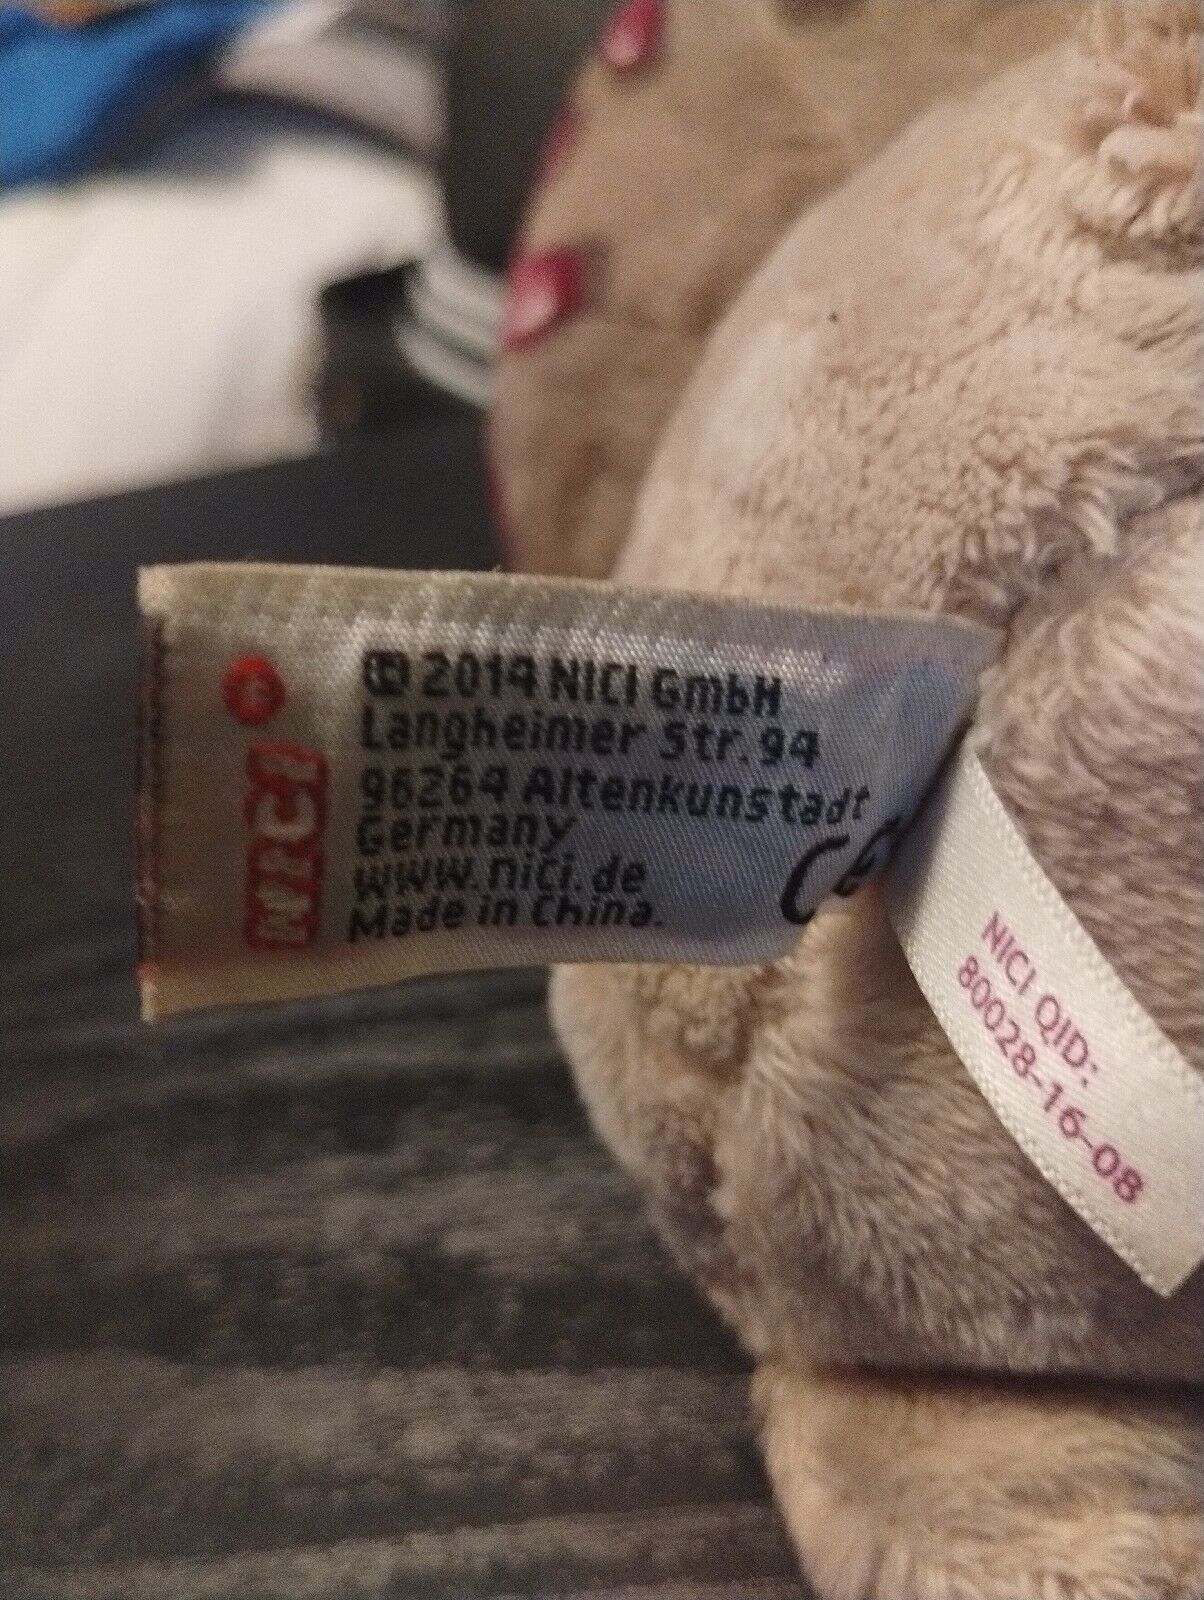 © 2014 NICI GmbH
Langheimer Str. 94
96264 Altenkunstadt
Germany
www.nici.de
Made in China.
CE
NICI
NICI QID:
80028-16-08